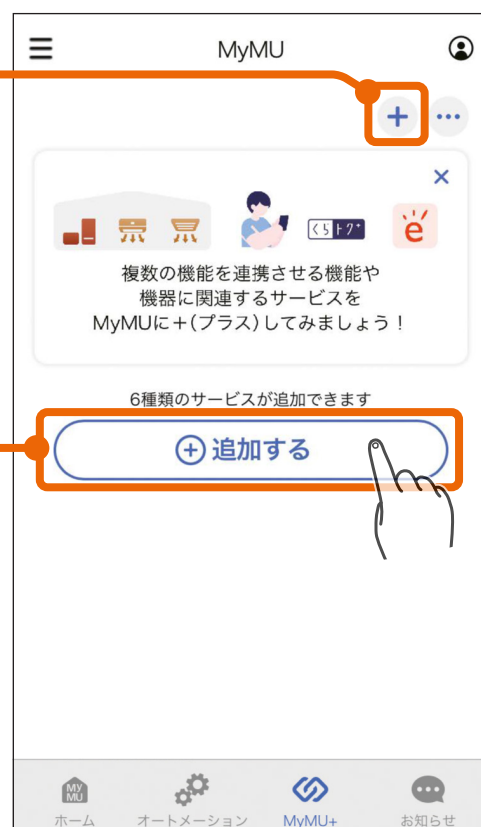 MyMU
くらトク⁺
e
複数の機能を連携させる機能や
機器に関連するサービスを
MyMUに＋(プラス)してみましょう！
6種類のサービスが追加できます
追加する
MY
MU
ホーム
オートメーション
MyMU+
お知らせ